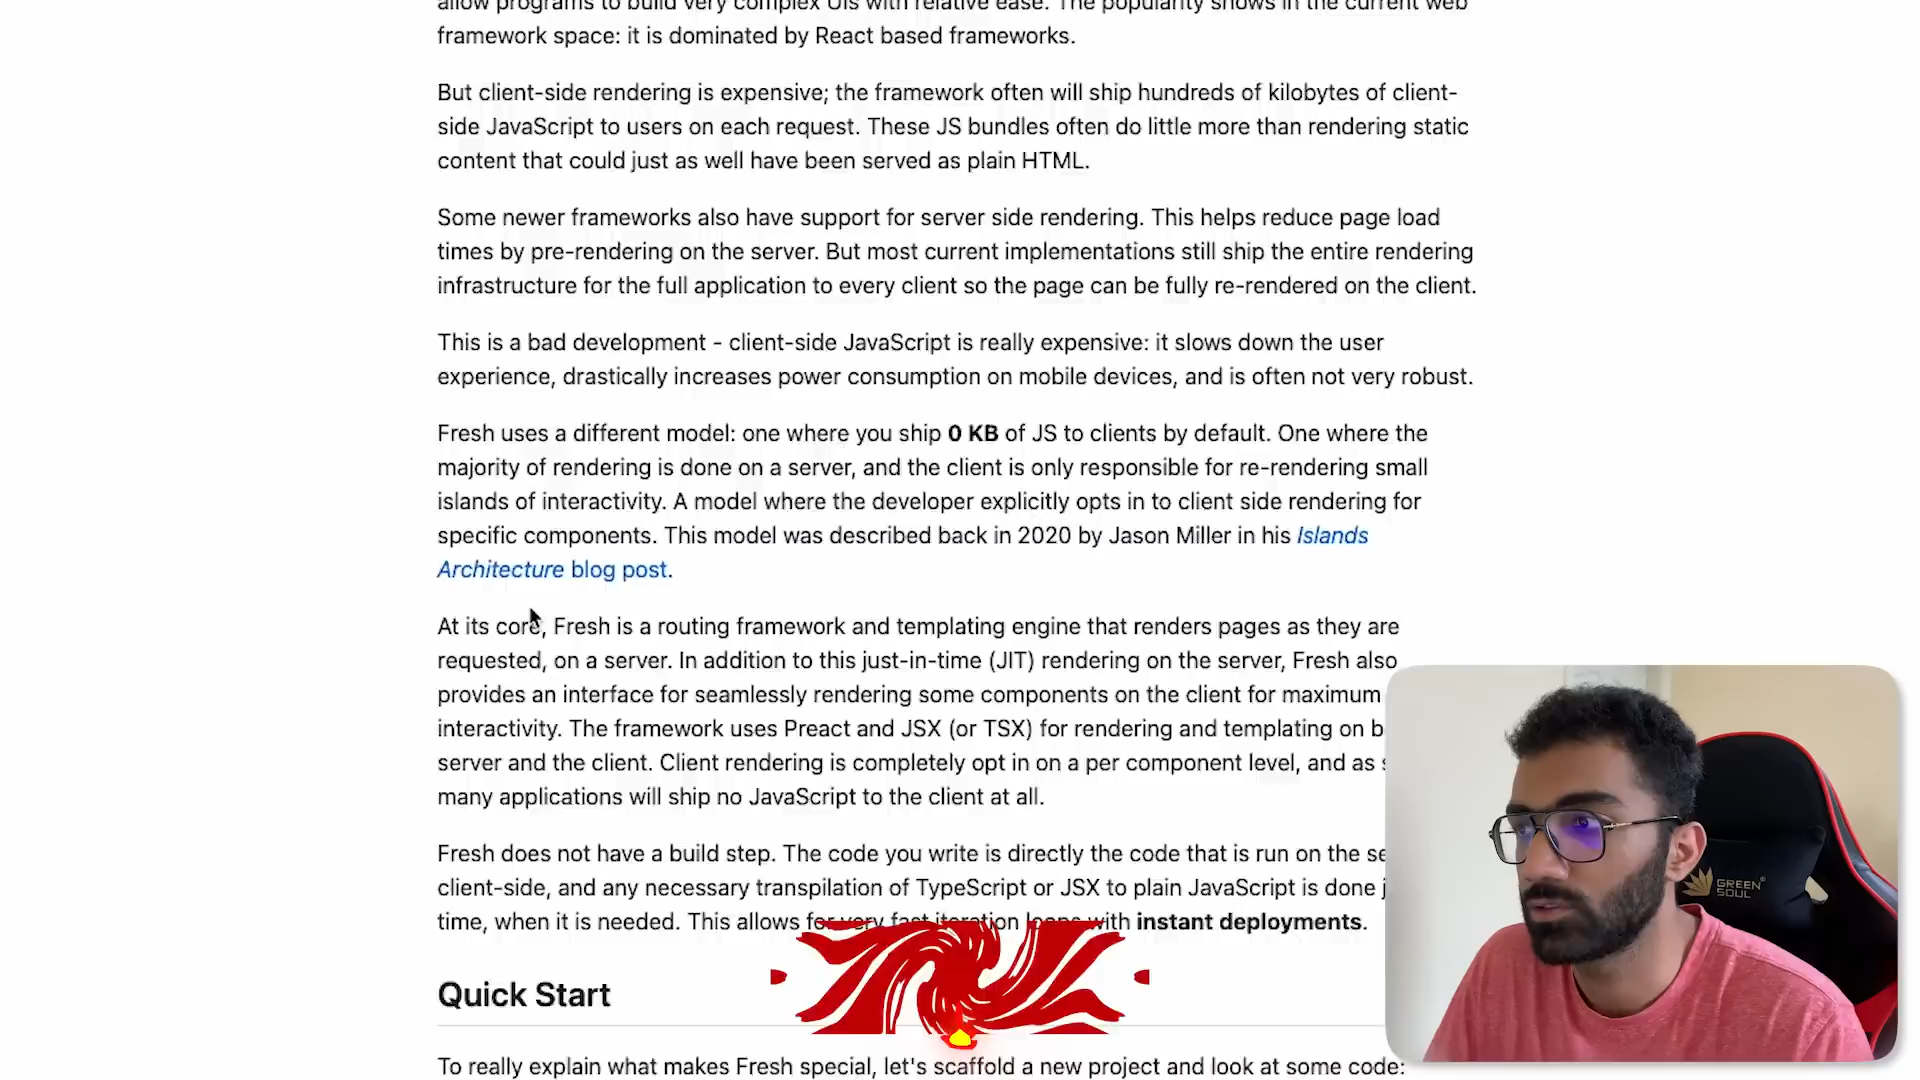 allow programs to build very complex UIs with relative ease. The popularity shows in the current web
framework space: it is dominated by React based frameworks.
But client-side rendering is expensive; the framework often will ship hundreds of kilobytes of client-
side JavaScript to users on each request. These JS bundles often do little more than rendering static
content that could just as well have been served as plain HTML.
Some newer frameworks also have support for server side rendering. This helps reduce page load
times by pre-rendering on the server. But most current implementations still ship the entire rendering
infrastructure for the full application to every client so the page can be fully re-rendered on the client.
This is a bad development - client-side JavaScript is really expensive: it slows down the user
experience, drastically increases power consumption on mobile devices, and is often not very robust.
Fresh uses a different model: one where you ship 0 KB of JS to clients by default. One where the
majority of rendering is done on a server, and the client is only responsible for re-rendering small
islands of interactivity. A model where the developer explicitly opts in to client side rendering for
specific components. This model was described back in 2020 by Jason Miller in his Islands
Architecture blog post.
At its core, Fresh is a routing framework and templating engine that renders pages as they are
requested, on a server. In addition to this just-in-time (JIT) rendering on the server, Fresh also
provides an interface for seamlessly rendering some components on the client for maximum
interactivity. The framework uses Preact and JSX (or TSX) for rendering and templating on b
server and the client. Client rendering is completely opt in on a per component level, and as
many applications will ship no JavaScript to the client at all.
Fresh does not have a build step. The code you write is directly the code that is run on the se
client-side, and any necessary transpilation of TypeScript or JSX to plain JavaScript is done j
time, when it is needed. This allows for very fast iteration loops with instant deployments.
Quick Start
To really explain what makes Fresh special, let's scaffold a new project and look at some code:
GREEN
SOUL